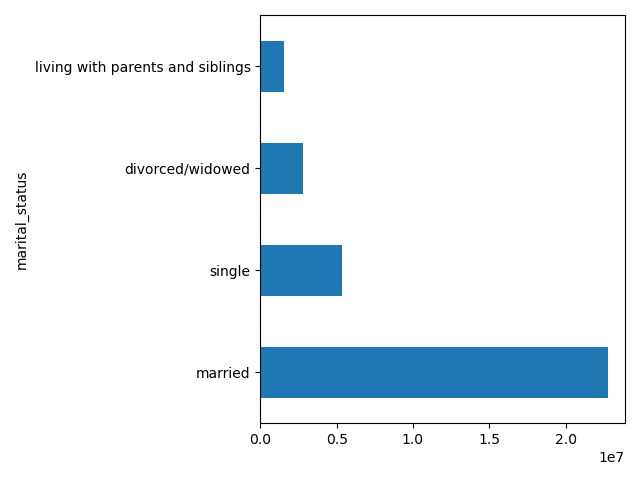 living with parents and siblings
divorced/widowed
single
married
marital_status
0.0 0.5 1.0 1.5 2.0
1e7